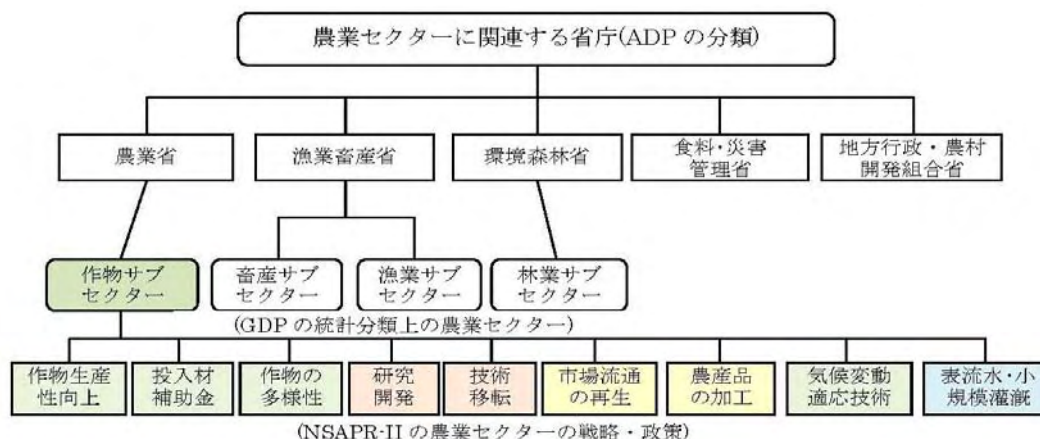 農業セクターに関連する省庁(ADP の分類)
農業省
漁業畜産省
環境森林省
食料・災害
管理省
地方行政・農村
開発組合省
作物サブ
セクター
畜産サブ
セクター
漁業サブ
セクター
林業サブ
セクター
(GDP の統計分類上の農業セクター)
作物生産
性向上
投入材
補助金
作物の
多様性
研究
開発
技術
移転
市場流通
の再生
農産品
の加工
気候変動
適応技術
表流水・小
規模灌漑
(NSAPR-II の農業セクターの戦略・政策)